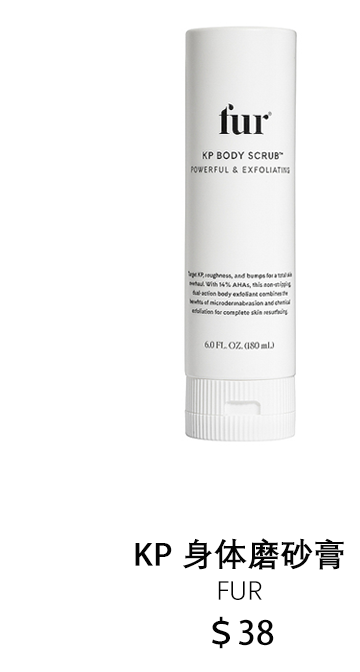 fur®
KP BODY SCRUB™
POWERFUL & EXFOLIATING
Target KP, roughness, and bumps for a total skin
overhaul. With 14% AHAs, this non-stripping,
dual-action body exfoliant combines the
benefits of microdermabrasion and chemical
exfoliation for complete skin resurfacing.
6.0 FL. OZ. (180 mL)
KP 身体磨砂膏
FUR
$ 38